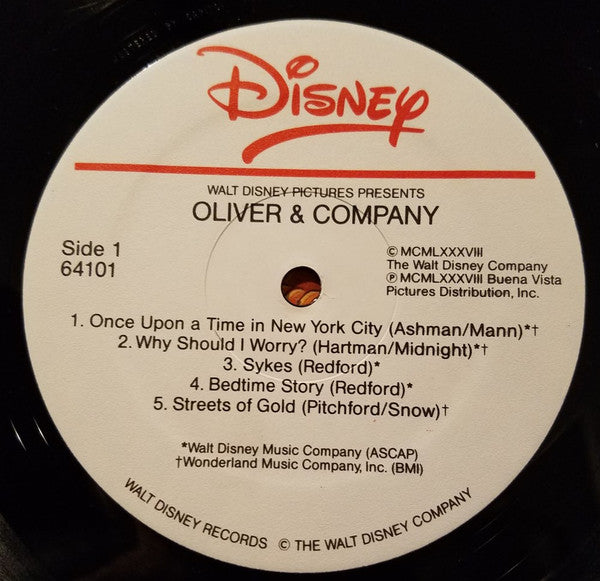 Disney
WALT DISNEY PICTURES PRESENTS
OLIVER & COMPANY
Side 1
64101
© MCMLXXXVIII
The Walt Disney Company
℗ MCMLXXXVIII Buena Vista
Pictures Distribution, Inc.
1. Once Upon a Time in New York City (Ashman/Mann)*†
2. Why Should I Worry? (Hartman/Midnight)*†
3. Sykes (Redford)*
4. Bedtime Story (Redford)*
5. Streets of Gold (Pitchford/Snow)†
*Walt Disney Music Company (ASCAP)
†Wonderland Music Company, Inc. (BMI)
WALT DISNEY RECORDS © THE WALT DISNEY COMPANY